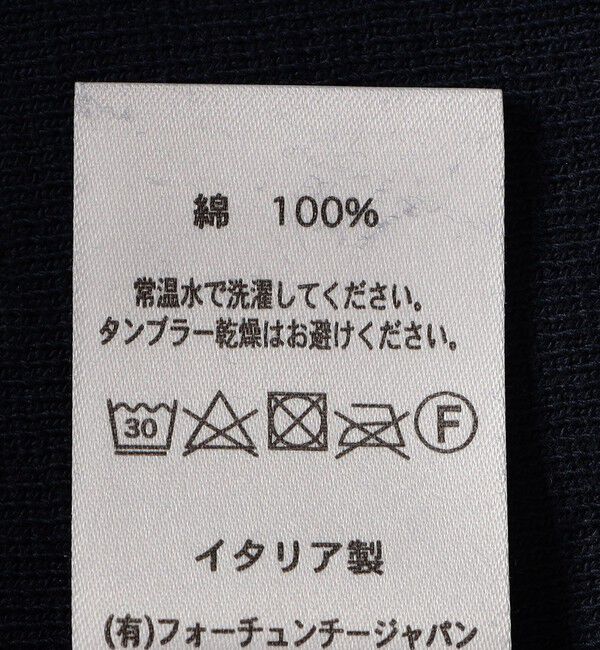 綿 100%
常温水で洗濯してください。
タンブラー乾燥はお避けください。
30 F
イタリア製
(有)フォーチュンチージャパン